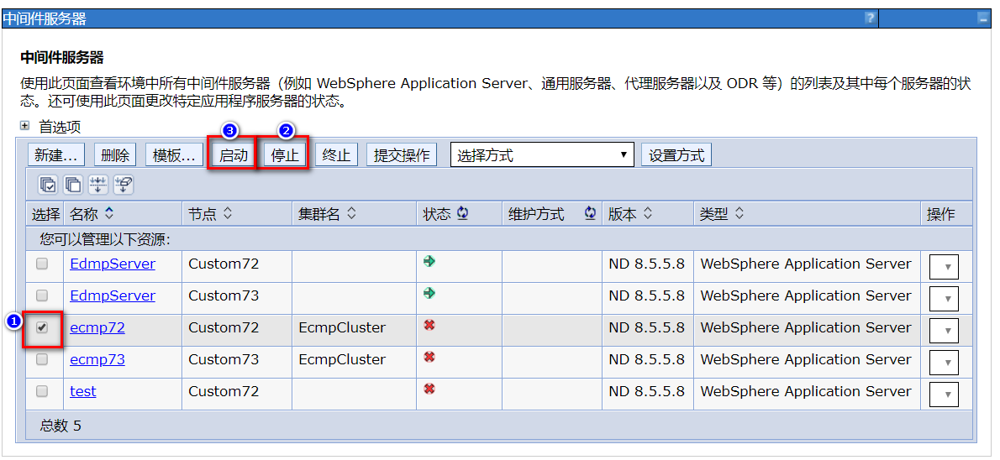 中间件服务器 ?
中间件服务器
使用此页面查看环境中所有中间件服务器（例如 WebSphere Application Server、通用服务器、代理服务器以及 ODR 等）的列表及其中每个服务器的状
态。还可使用此页面更改特定应用程序服务器的状态。
首选项
3 2
新建... 删除 模板... 启动 停止 终止 提交操作 选择方式 设置方式
选择 名称 节点 集群名 状态 维护方式 版本 类型 操作
您可以管理以下资源:
EdmpServer Custom72 ND 8.5.5.8 WebSphere Application Server
EdmpServer Custom73 ND 8.5.5.8 WebSphere Application Server
1 ecmp72 Custom72 EcmpCluster ND 8.5.5.8 WebSphere Application Server
ecmp73 Custom73 EcmpCluster ND 8.5.5.8 WebSphere Application Server
test Custom72 ND 8.5.5.8 WebSphere Application Server
总数 5